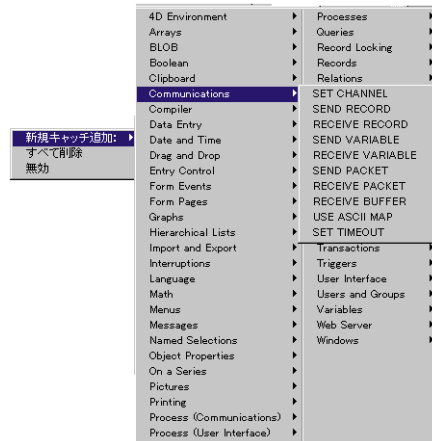 新規キャッチ追加:
すべて削除
無効
4D Environment
Arrays
BLOB
Boolean
Clipboard
Communications
Compiler
Data Entry
Date and Time
Drag and Drop
Entry Control
Form Events
Form Pages
Graphs
Hierarchical Lists
Import and Export
Interruptions
Language
Math
Menus
Messages
Named Selections
Object Properties
On a Series
Pictures
Printing
Process (Communications)
Process (User Interface)
Processes
Queries
Record Locking
Records
Relations
SET CHANNEL
SEND RECORD
RECEIVE RECORD
SEND VARIABLE
RECEIVE VARIABLE
SEND PACKET
RECEIVE PACKET
RECEIVE BUFFER
USE ASCII MAP
SET TIMEOUT
Transactions
Triggers
User Interface
Users and Groups
Variables
Web Server
Windows